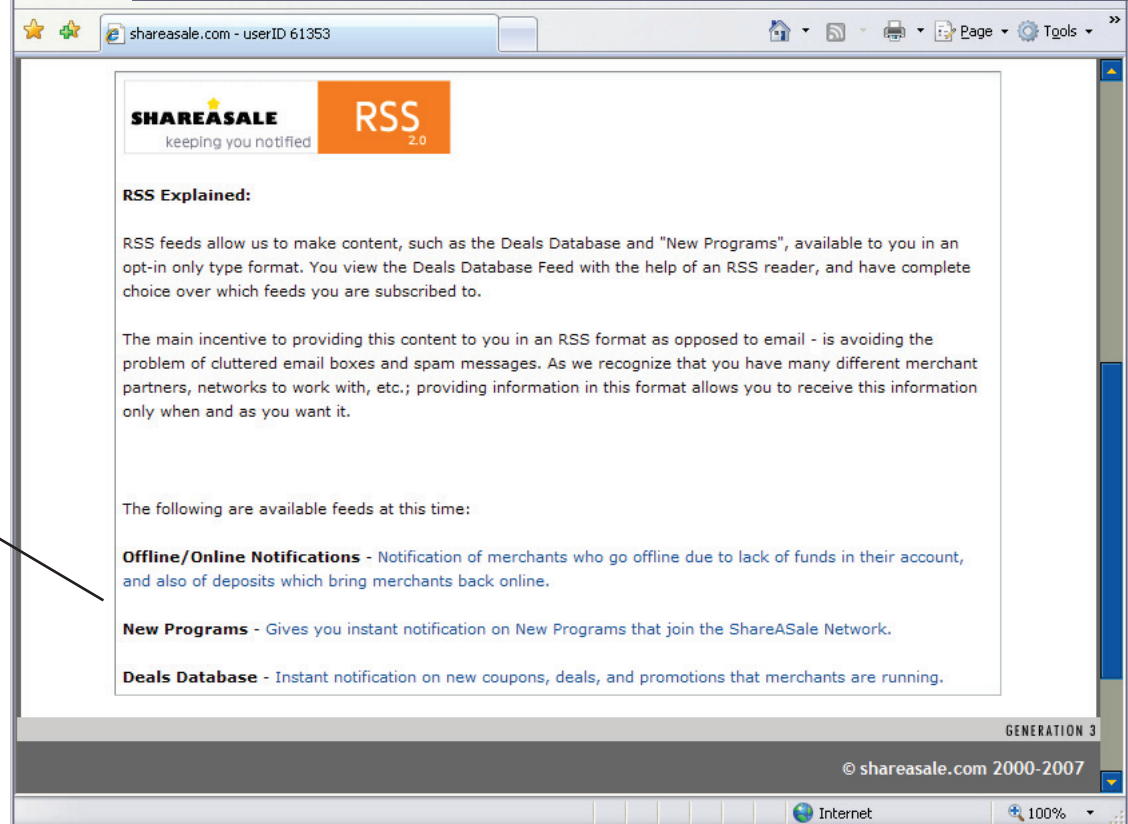 shareasale.com - userID 61353
Page
Tools
»
SHAREASALE
keeping you notified
RSS
2.0
RSS Explained:
RSS feeds allow us to make content, such as the Deals Database and "New Programs", available to you in an
opt-in only type format. You view the Deals Database Feed with the help of an RSS reader, and have complete
choice over which feeds you are subscribed to.
The main incentive to providing this content to you in an RSS format as opposed to email - is avoiding the
problem of cluttered email boxes and spam messages. As we recognize that you have many different merchant
partners, networks to work with, etc.; providing information in this format allows you to receive this information
only when and as you want it.
The following are available feeds at this time:
Offline/Online Notifications - Notification of merchants who go offline due to lack of funds in their account,
and also of deposits which bring merchants back online.
New Programs - Gives you instant notification on New Programs that join the ShareASale Network.
Deals Database - Instant notification on new coupons, deals, and promotions that merchants are running.
GENERATION 3
© shareasale.com 2000-2007
Internet
100%